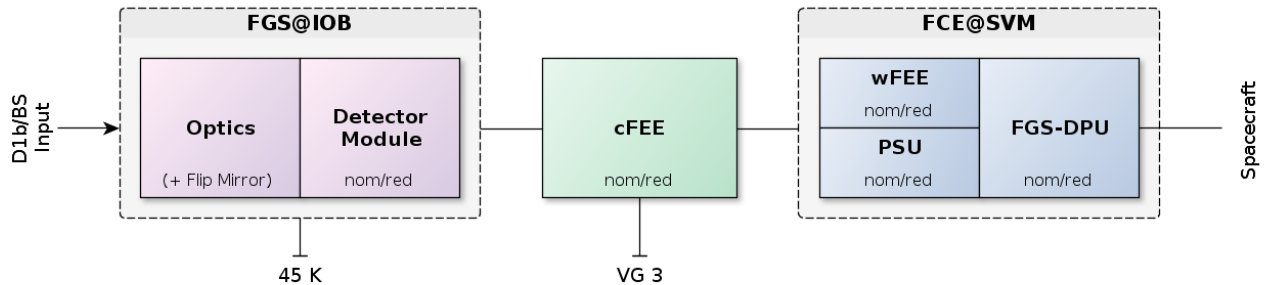 FGS@IOB
FCE@SVM
D1b/BS
Input
Optics
(+ Flip Mirror)
Detector
Module
nom/red
cFEE
nom/red
wFEE
nom/red
PSU
nom/red
FGS-DPU
nom/red
Spacecraft
45 K
VG 3